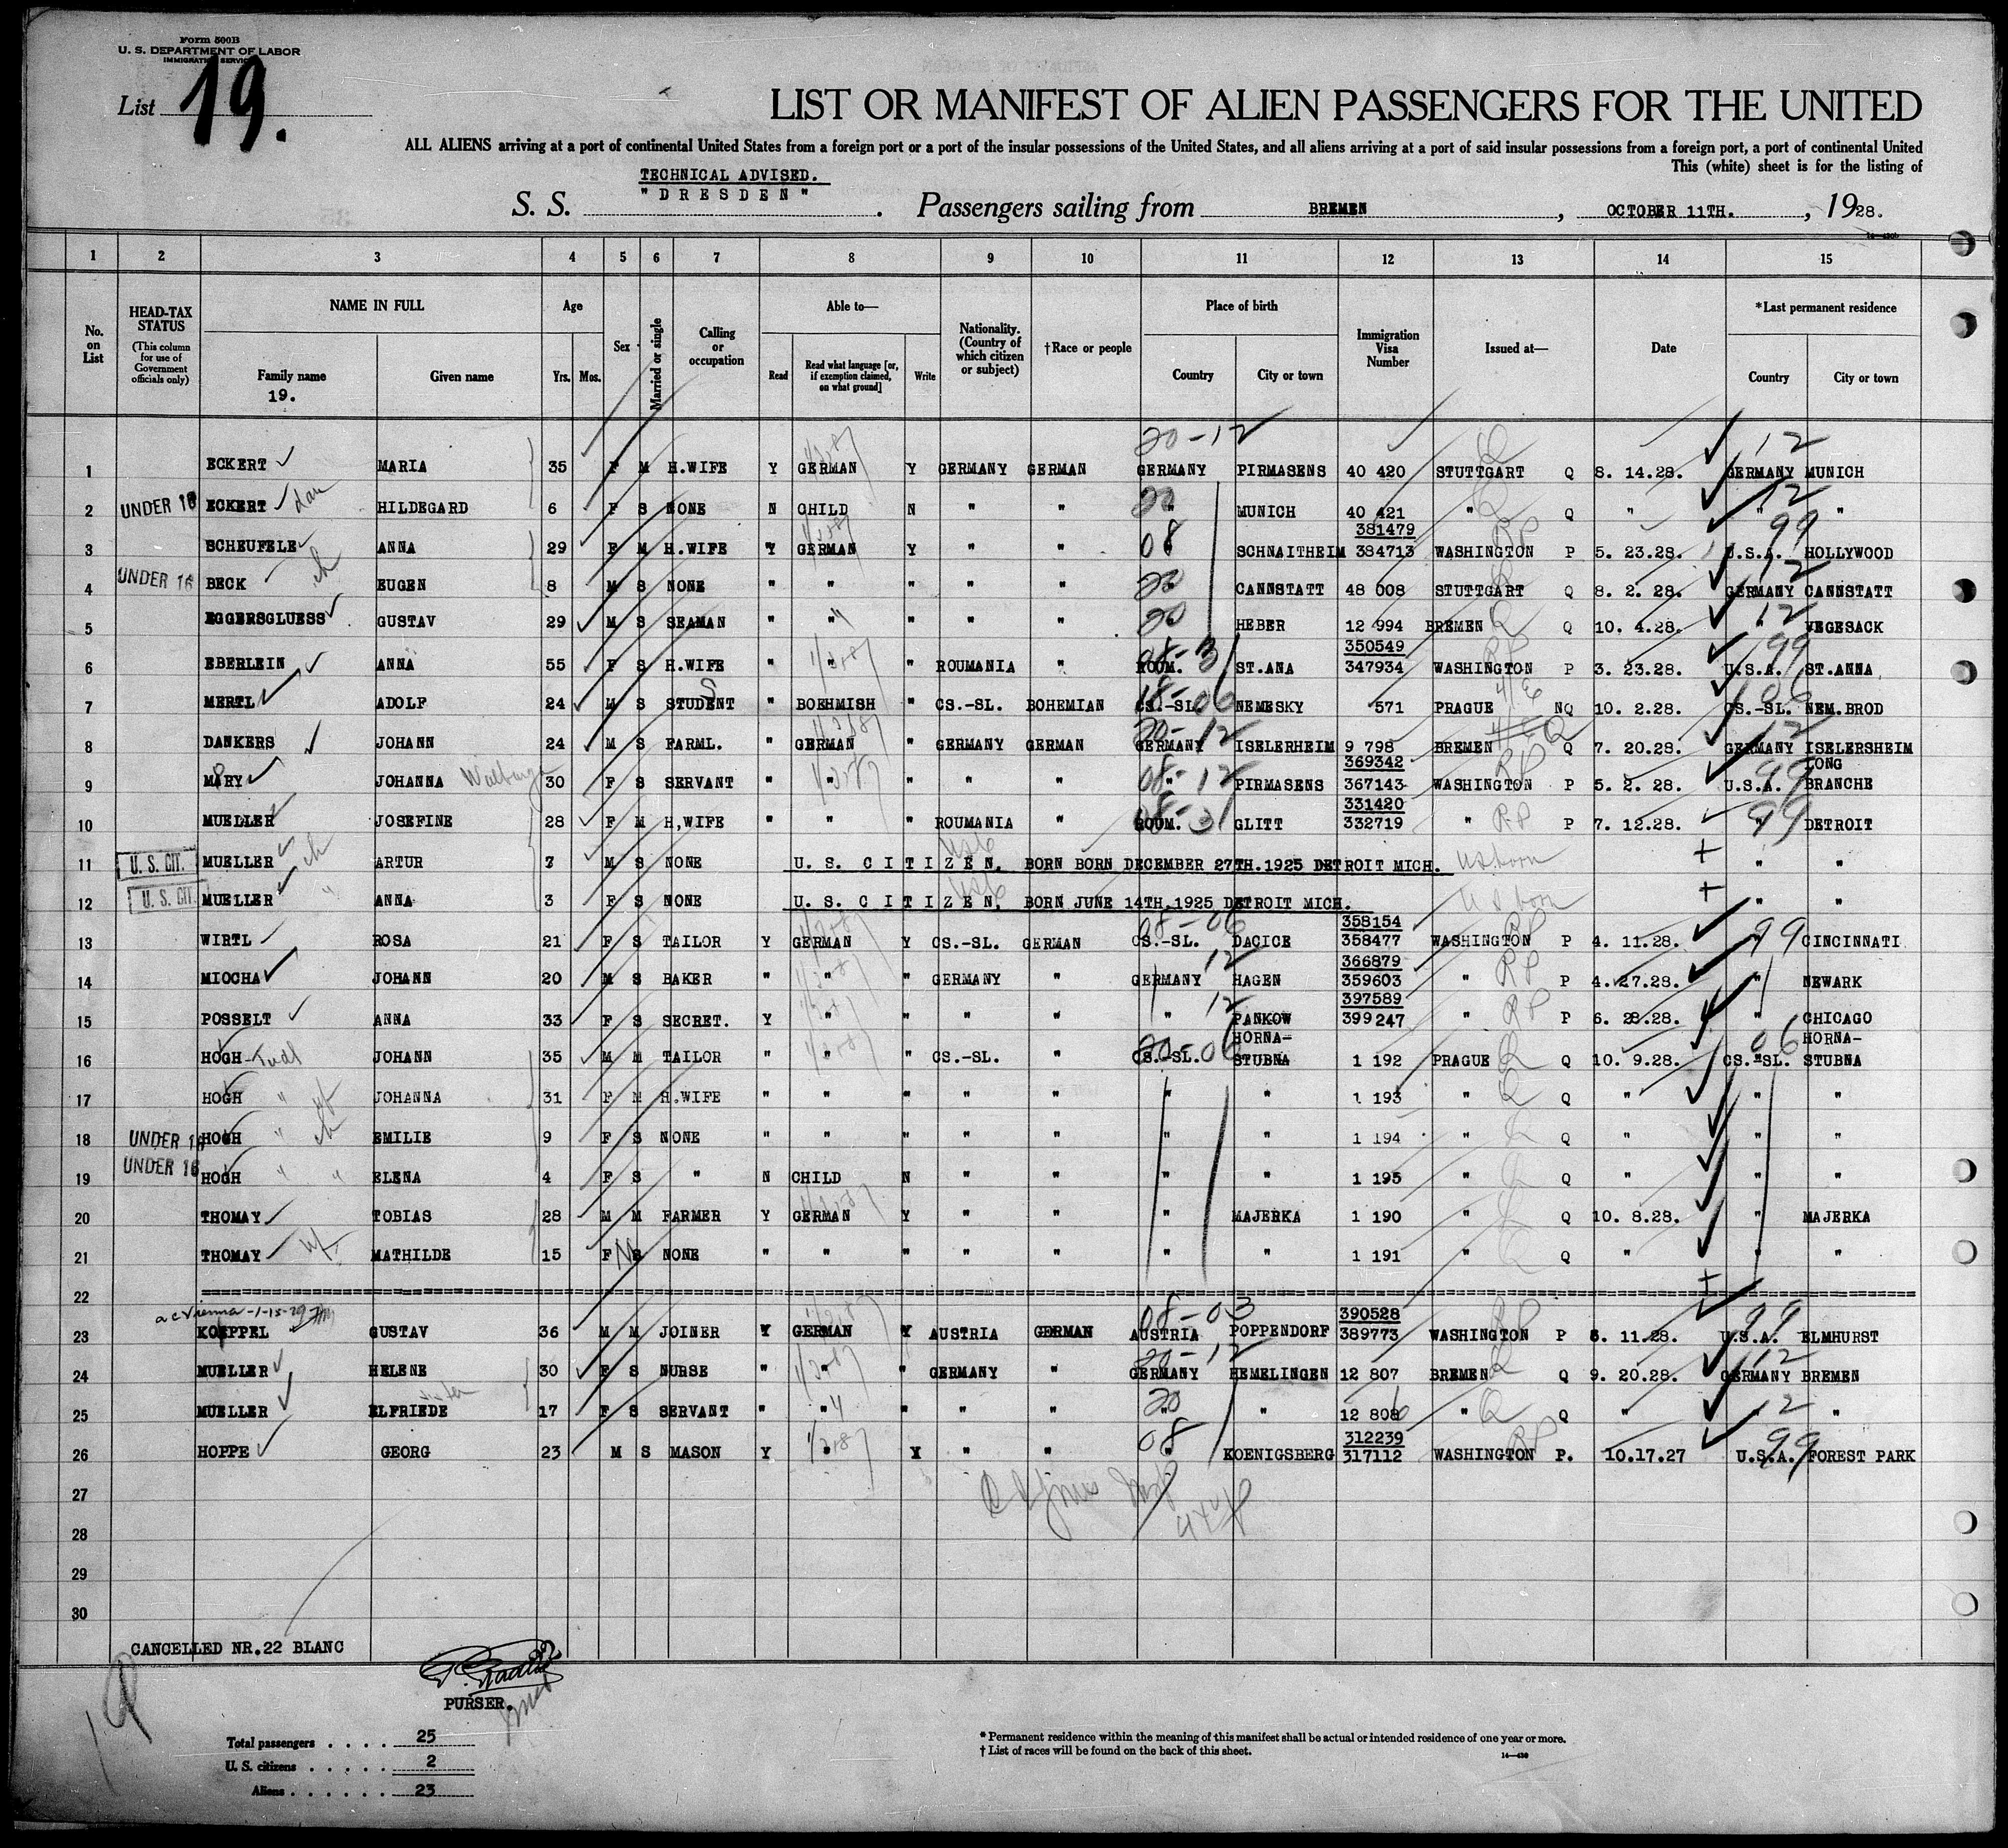 Form 500B
U. S. DEPARTMENT OF LABOR
IMMIGRATION SERVICE
List 19.
LIST OR MANIFEST OF ALIEN PASSENGERS FOR THE UNITED
ALL ALIENS arriving at a port of continental United States from a foreign port or a port of the insular possessions of the United States, and all aliens arriving at a port of said insular possessions from a foreign port, a port of continental United
This (white) sheet is for the listing of
TECHNICAL ADVISED.
S. S. "DRESDEN". Passengers sailing from BREMEN, OCTOBER 11TH., 1928.
1 2 3 4 5 6 7 8 9 10 11 12 13 14 15
No. on List
HEAD-TAX STATUS
(This column for use of Government officials only)
NAME IN FULL
Family name
19.
Given name
Age
Yrs. Mos.
Sex
Married or single
Calling or occupation
Able to—
Read
Read what language [or, if exemption claimed, on what ground]
Write
Nationality. (Country of which citizen or subject)
†Race or people
Place of birth
Country City or town
Immigration Visa Number
Issued at—
Date
*Last permanent residence
Country City or town
20-12 12
1 ECKERT MARIA 35 F M H.WIFE Y GERMAN Y GERMANY GERMAN GERMANY PIRMASENS 40 420 STUTTGART Q 8. 14.28. GERMANY MUNICH
2 UNDER 16 ECKERT dau HILDEGARD 6 F S NONE N CHILD N " " " MUNICH 40 421 " Q " " "
381479
3 SCHEUFELE ANNA 29 F M H.WIFE Y GERMAN Y " " 08 SCHNAITHEIM 384713 WASHINGTON P 5. 23.28. U.S.A. HOLLYWOOD
4 UNDER 16 BECK ch EUGEN 8 M S NONE " " " " " 20 CANNSTATT 48 008 STUTTGART Q 8. 2. 28. GERMANY CANNSTATT
5 EGGERSGLUESS GUSTAV 29 M S SEAMAN " " " " " 20 HEBER 12 994 BREMEN Q 10. 4.28. " VEGESACK
350549
6 EBERLEIN ANNA 55 F S H.WIFE " " " ROUMANIA " ROUM. ST.ANA 347934 WASHINGTON P 3. 23.28. U.S.A. ST.ANNA
7 MERTL ADOLF 24 M S STUDENT " BOEHMISH " CS.-SL. BOHEMIAN CS.-SL. NEMESKY 571 PRAGUE NQ 10. 2.28. CS.-SL. NEM.BROD
8 DANKERS JOHANN 24 M S FARML. " GERMAN " GERMANY GERMAN GERMANY ISELERHEIM 9 798 BREMEN Q 7. 20.28. GERMANY ISELERSHEIM
369342 LONG
9 MARY JOHANNA Walburga 30 F S SERVANT " " " " " " PIRMASENS 367143 WASHINGTON P 5. 2. 28. U.S.A. BRANCHE
331420
10 MUELLER JOSEFINE 28 F M H,WIFE " " " ROUMANIA " ROUM. GLITT 332719 " P 7. 12.28. " DETROIT
11 U. S. CIT. MUELLER ch ARTUR 7 M S NONE U. S. CITIZEN, BORN BORN DECEMBER 27TH.1925 DETROIT MICH. US born " "
12 U. S. CIT. MUELLER " ANNA 3 F S NONE U. S. CITIZEN, BORN JUNE 14TH.1925 DETROIT MICH. US born " "
358154
13 WIRTL ROSA 21 F S TAILOR Y GERMAN Y CS.-SL. GERMAN CS.-SL. DACICE 358477 WASHINGTON P 4. 11.28. " CINCINNATI
366879
14 MIOCHA JOHANN 20 M S BAKER " " " GERMANY " GERMANY HAGEN 359603 " P 4.27.28. " NEWARK
397589
15 POSSELT ANNA 33 F S SECRET. Y " " " " " PANKOW 399247 " P 6. 28.28. " CHICAGO
HORNA- HORNA-
16 HOGH JOHANN 35 M M TAILOR " " " CS.-SL. " CS.-SL. STUBNA 1 192 PRAGUE Q 10. 9.28. CS.-SL. STUBNA
17 HOGH " wf JOHANNA 31 F M H.WIFE " " " " " " " 1 193 " Q " " "
18 UNDER 16 HOGH " ch EMILIE 9 F S NONE " " " " " " " 1 194 " Q " " "
19 UNDER 16 HOGH " " ELENA 4 F S " N CHILD N " " " " 1 195 " Q " " "
20 THOMAY TOBIAS 28 M M FARMER Y GERMAN Y " " " MAJERKA 1 190 " Q 10. 8.28. " MAJERKA
21 THOMAY wf. MATHILDE 15 F S NONE " " " " " " " 1 191 " Q " " "
22
390528
23 KOEPPEL GUSTAV 36 M M JOINER Y GERMAN Y AUSTRIA GERMAN AUSTRIA POPPENDORF 389773 WASHINGTON P 6. 11.28. U.S.A. ELMHURST
24 MUELLER HELENE 30 F S NURSE " " " GERMANY " GERMANY HEMELINGEN 12 807 BREMEN Q 9. 20.28. GERMANY BREMEN
25 MUELLER ELFRIEDE sister 17 F S SERVANT " " " " " " " 12 808 " Q " " "
312239
26 HOPPE GEORG 23 M S MASON Y " Y " " " KOENIGSBERG 317112 WASHINGTON P. 10.17.27 U.S.A. FOREST PARK
27
28
29
30
CANCELLED NR.22 BLANC
PURSER.
19
Total passengers . . . . 25
U. S. citizens . . . . . 2
Aliens . . . . . . 23
* Permanent residence within the meaning of this manifest shall be actual or intended residence of one year or more.
† List of races will be found on the back of this sheet.
14—430